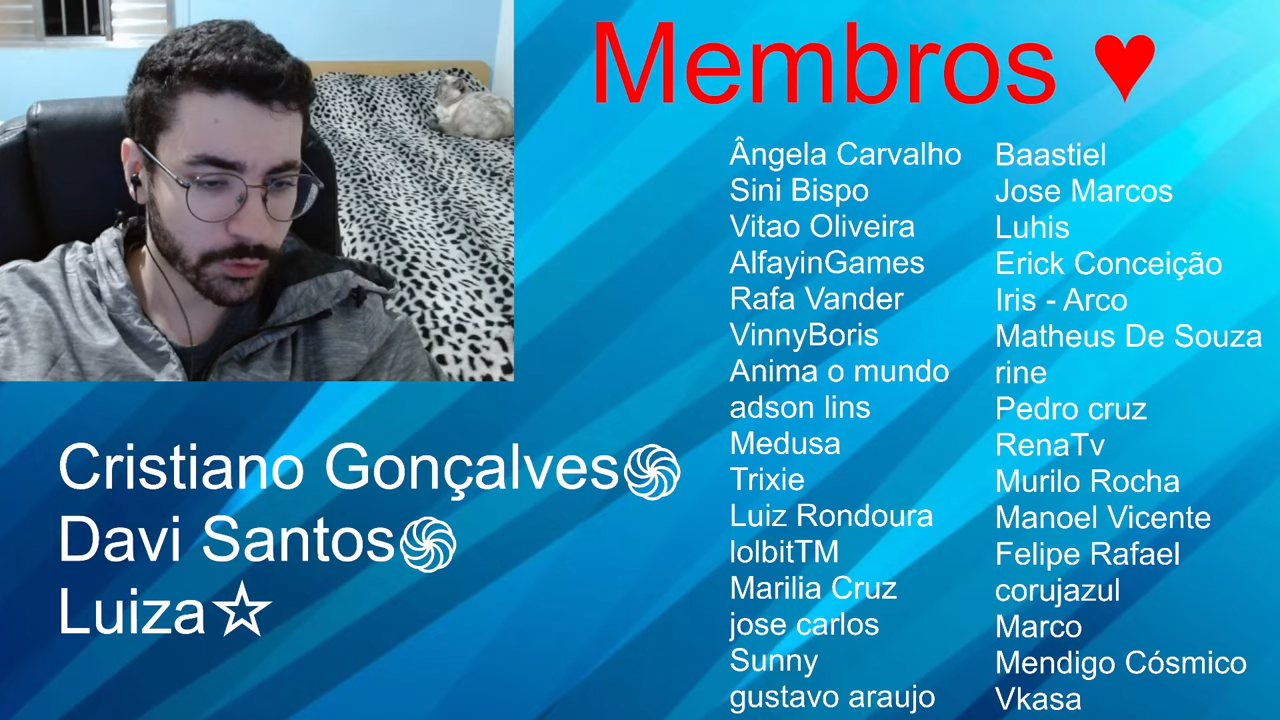 Membros ♥
Ângela Carvalho
Sini Bispo
Vitao Oliveira
AlfayinGames
Rafa Vander
VinnyBoris
Anima o mundo
adson lins
Medusa
Trixie
Luiz Rondoura
lolbitTM
Marilia Cruz
jose carlos
Sunny
gustavo araujo
Baastiel
Jose Marcos
Luhis
Erick Conceição
Iris - Arco
Matheus De Souza
rine
Pedro cruz
RenaTv
Murilo Rocha
Manoel Vicente
Felipe Rafael
corujazul
Marco
Mendigo Cósmico
Vkasa
Cristiano Gonçalves֍
Davi Santos֍
Luiza☆